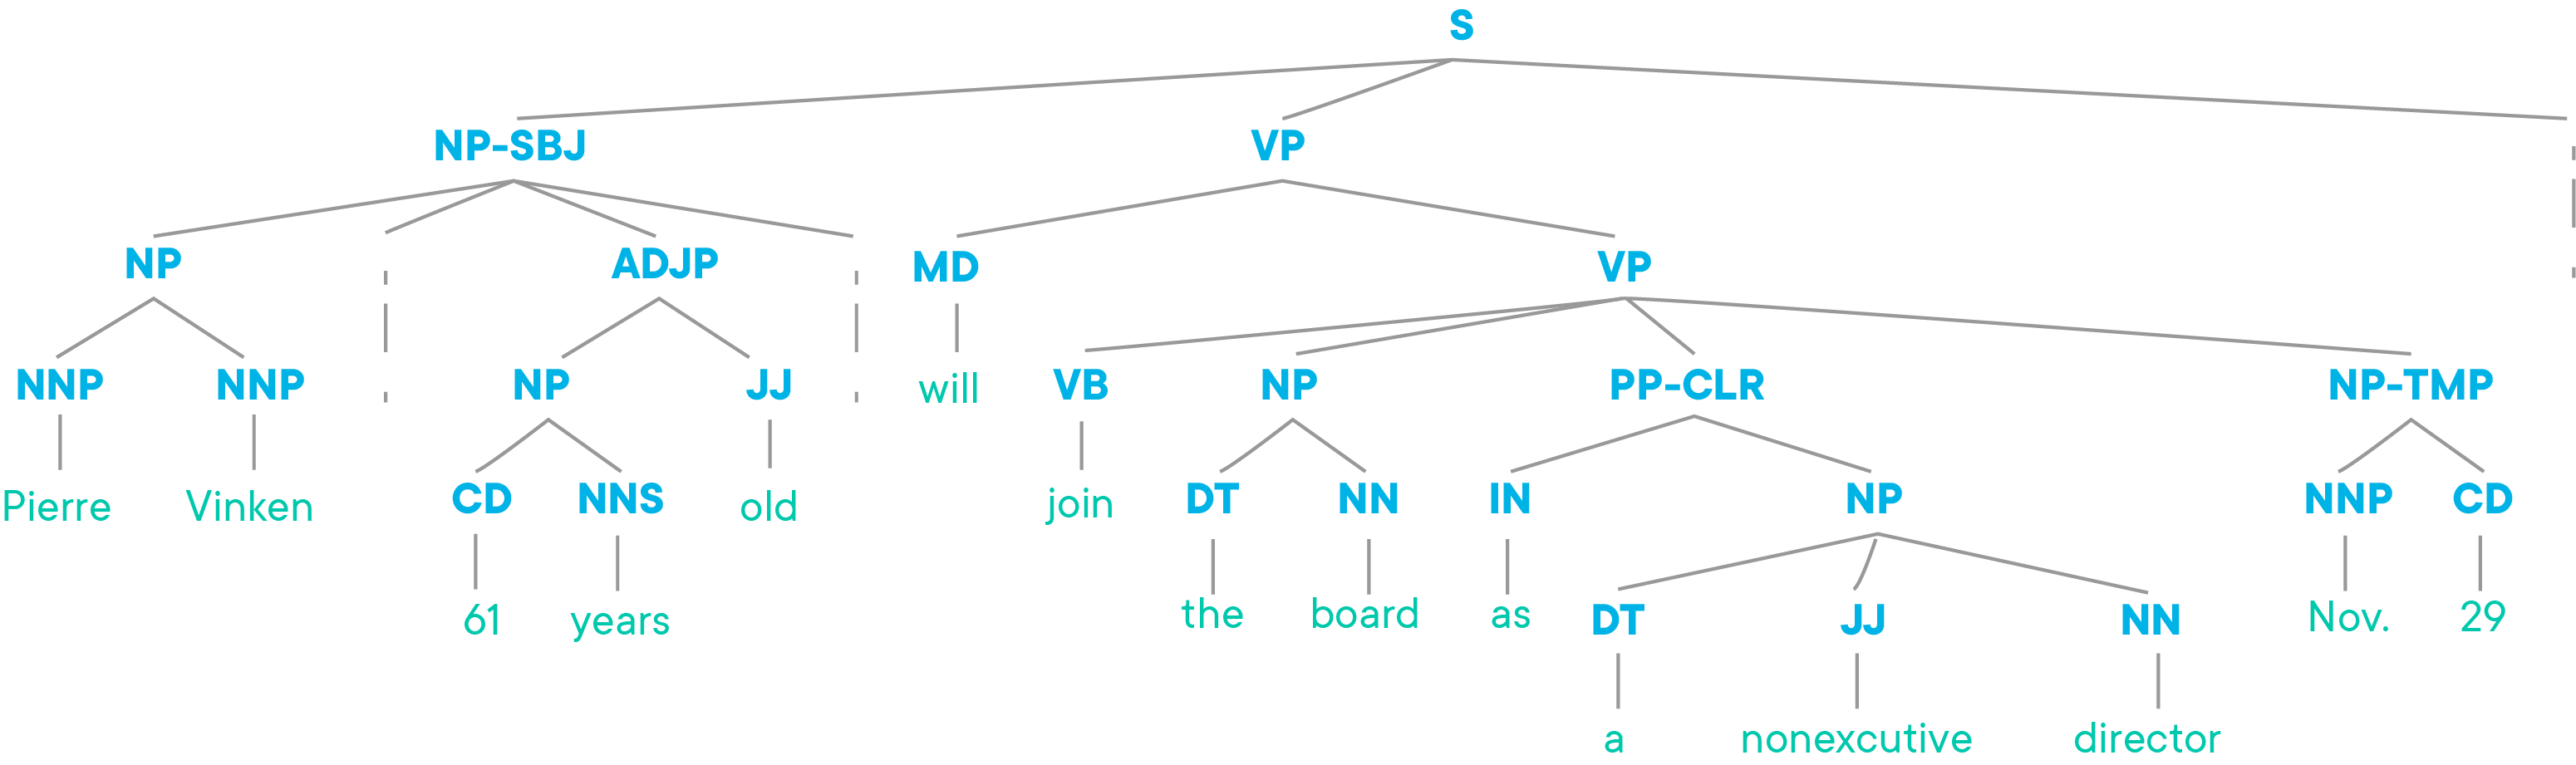 S
NP-SBJ VP
NP ADJP MD VP
NNP NNP NP JJ will VB NP PP-CLR NP-TMP
Pierre Vinken CD NNS old join DT NN IN NP NNP CD
61 years the board as DT JJ NN Nov. 29
a nonexcutive director